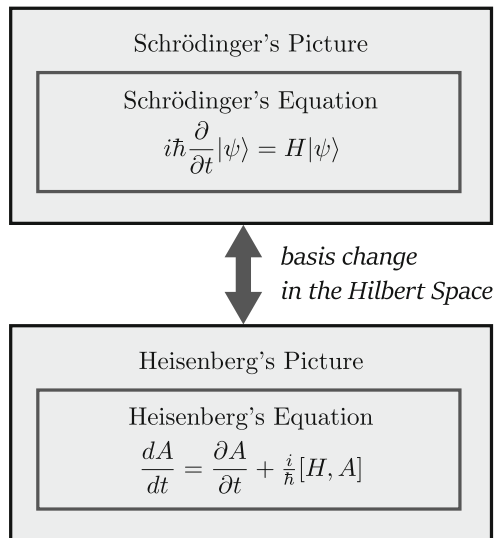 Schrödinger's Picture
Schrödinger's Equation
iħ ∂/∂t |ψ⟩ = H|ψ⟩
basis change
in the Hilbert Space
Heisenberg's Picture
Heisenberg's Equation
dA/dt = ∂A/∂t + i/ħ [H, A]